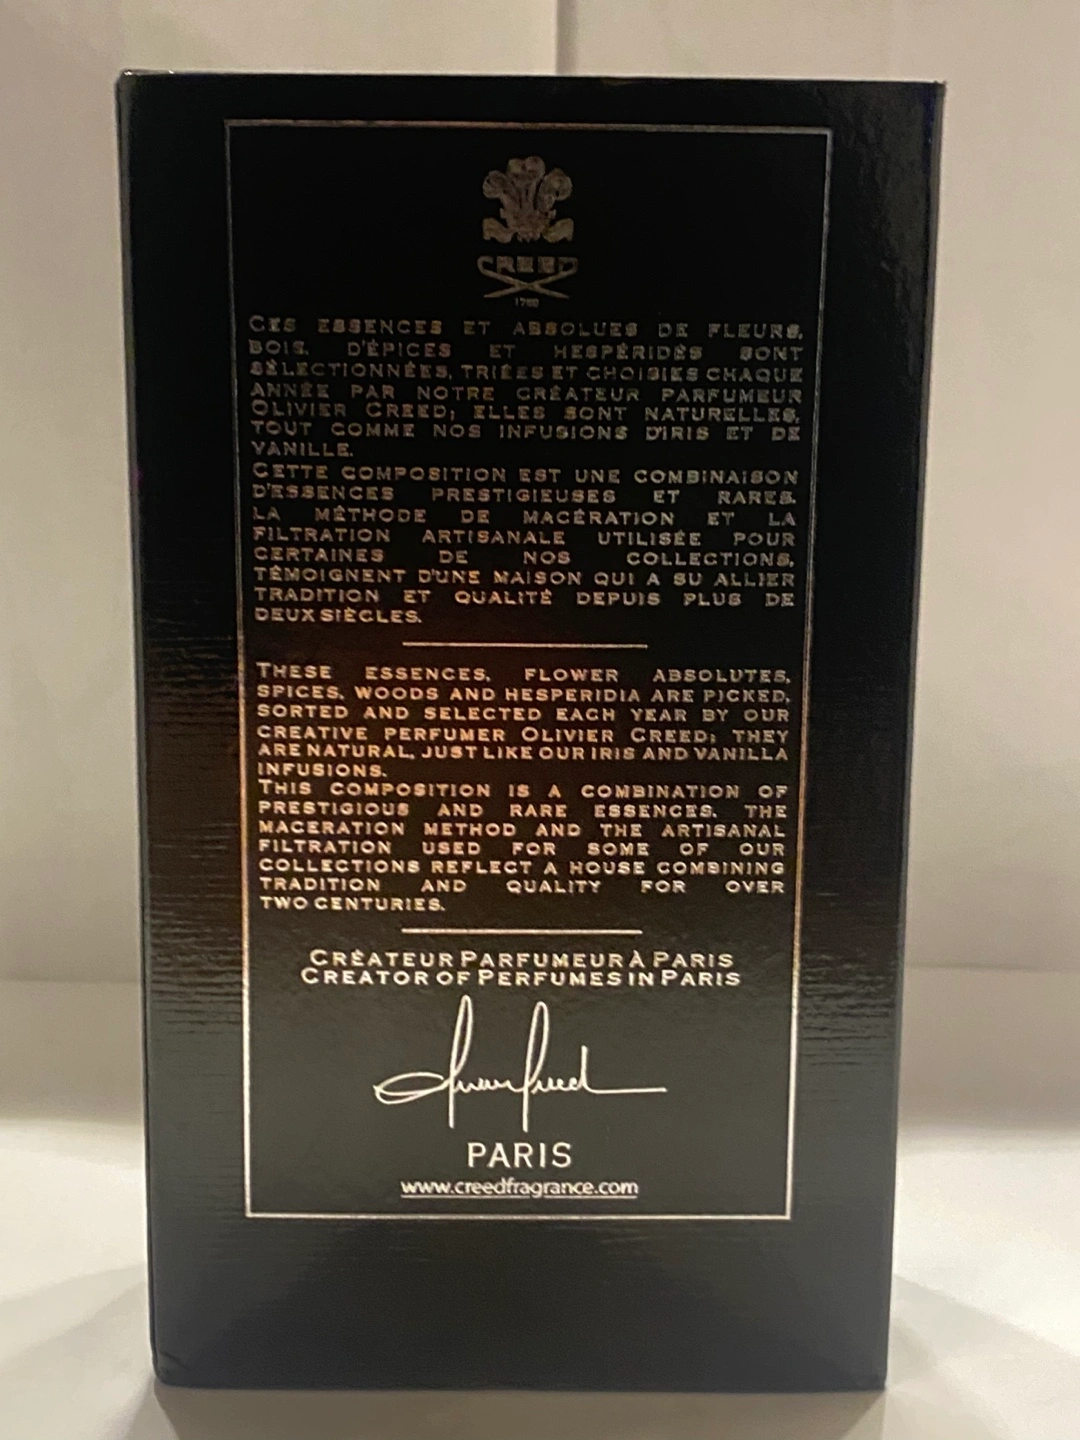 CREED
1760
CES ESSENCES ET ABSOLUES DE FLEURS,
BOIS, D'ÉPICES ET HESPÉRIDÉS SONT
SÉLECTIONNÉES, TRIÉES ET CHOISIES CHAQUE
ANNÉE PAR NOTRE CRÉATEUR PARFUMEUR
OLIVIER CREED; ELLES SONT NATURELLES,
TOUT COMME NOS INFUSIONS D'IRIS ET DE
VANILLE.
CETTE COMPOSITION EST UNE COMBINAISON
D'ESSENCES PRESTIGIEUSES ET RARES.
LA MÉTHODE DE MACÉRATION ET LA
FILTRATION ARTISANALE UTILISÉE POUR
CERTAINES DE NOS COLLECTIONS,
TÉMOIGNENT D'UNE MAISON QUI A SU ALLIER
TRADITION ET QUALITÉ DEPUIS PLUS DE
DEUX SIÈCLES.
THESE ESSENCES, FLOWER ABSOLUTES,
SPICES, WOODS AND HESPERIDIA ARE PICKED,
SORTED AND SELECTED EACH YEAR BY OUR
CREATIVE PERFUMER OLIVIER CREED; THEY
ARE NATURAL, JUST LIKE OUR IRIS AND VANILLA
INFUSIONS.
THIS COMPOSITION IS A COMBINATION OF
PRESTIGIOUS AND RARE ESSENCES. THE
MACERATION METHOD AND THE ARTISANAL
FILTRATION USED FOR SOME OF OUR
COLLECTIONS REFLECT A HOUSE COMBINING
TRADITION AND QUALITY FOR OVER
TWO CENTURIES.
CRÉATEUR PARFUMEUR À PARIS
CREATOR OF PERFUMES IN PARIS
PARIS
www.creedfragrance.com